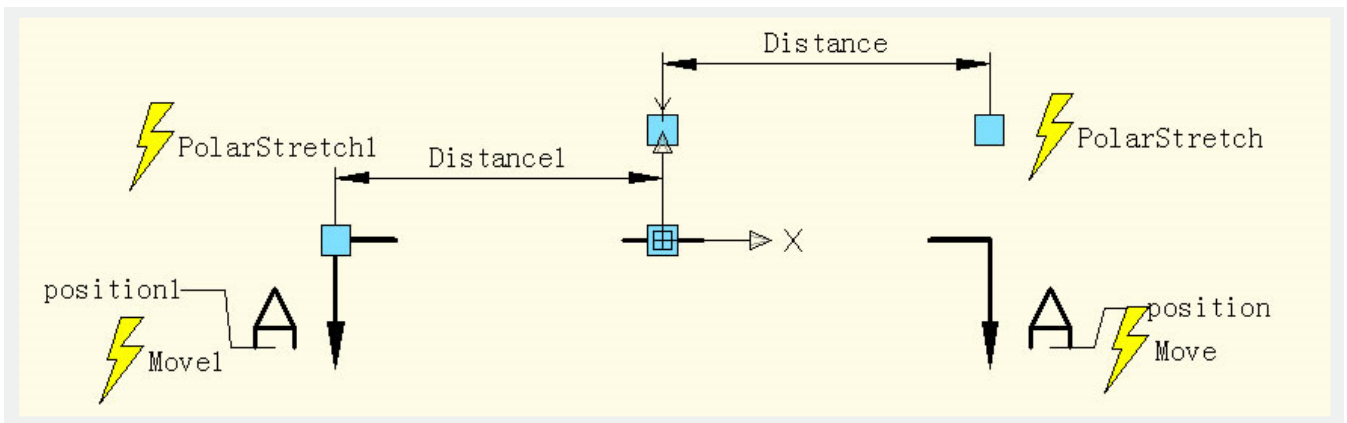 Distance
PolarStretch1
PolarStretch
Distance1
Y
X
position1
A
A
position
Move1
Move